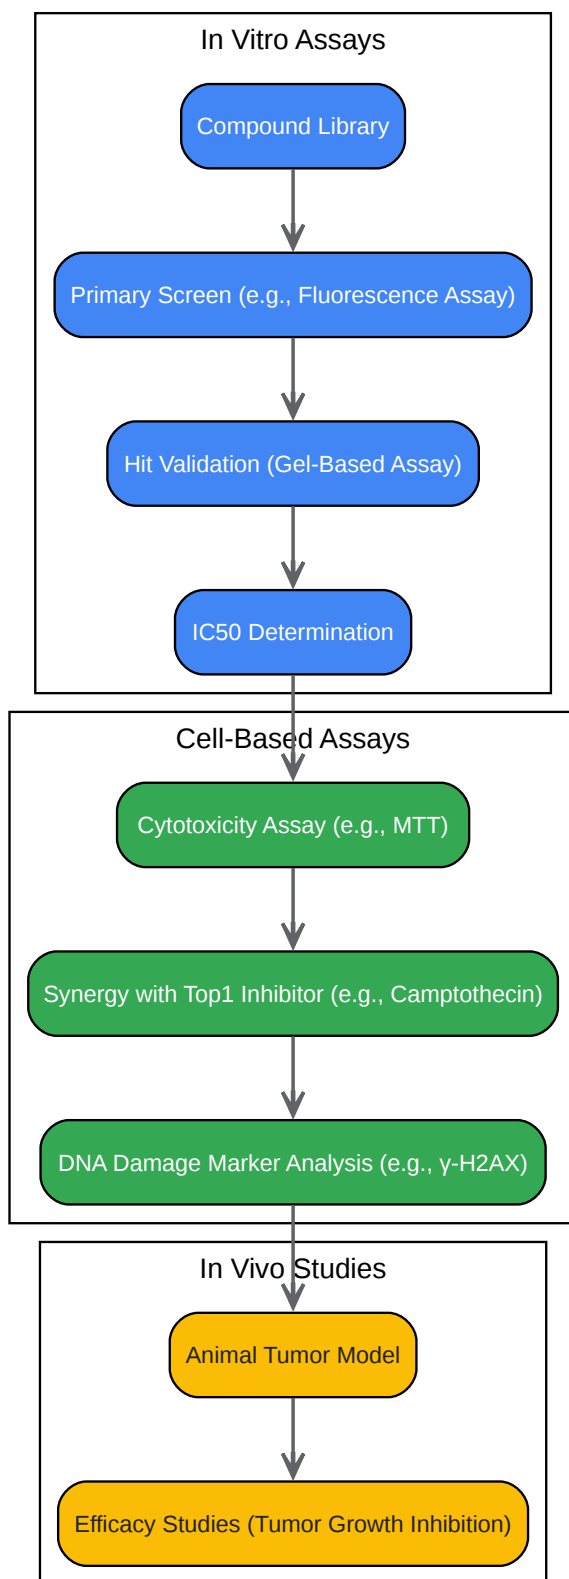 In Vitro Assays
Compound Library
Primary Screen (e.g., Fluorescence Assay)
Hit Validation (Gel-Based Assay)
IC50 Determination
Cell-Based Assays
Cytotoxicity Assay (e.g., MTT)
Synergy with Top1 Inhibitor (e.g., Camptothecin)
DNA Damage Marker Analysis (e.g., γ-H2AX)
In Vivo Studies
Animal Tumor Model
Efficacy Studies (Tumor Growth Inhibition)